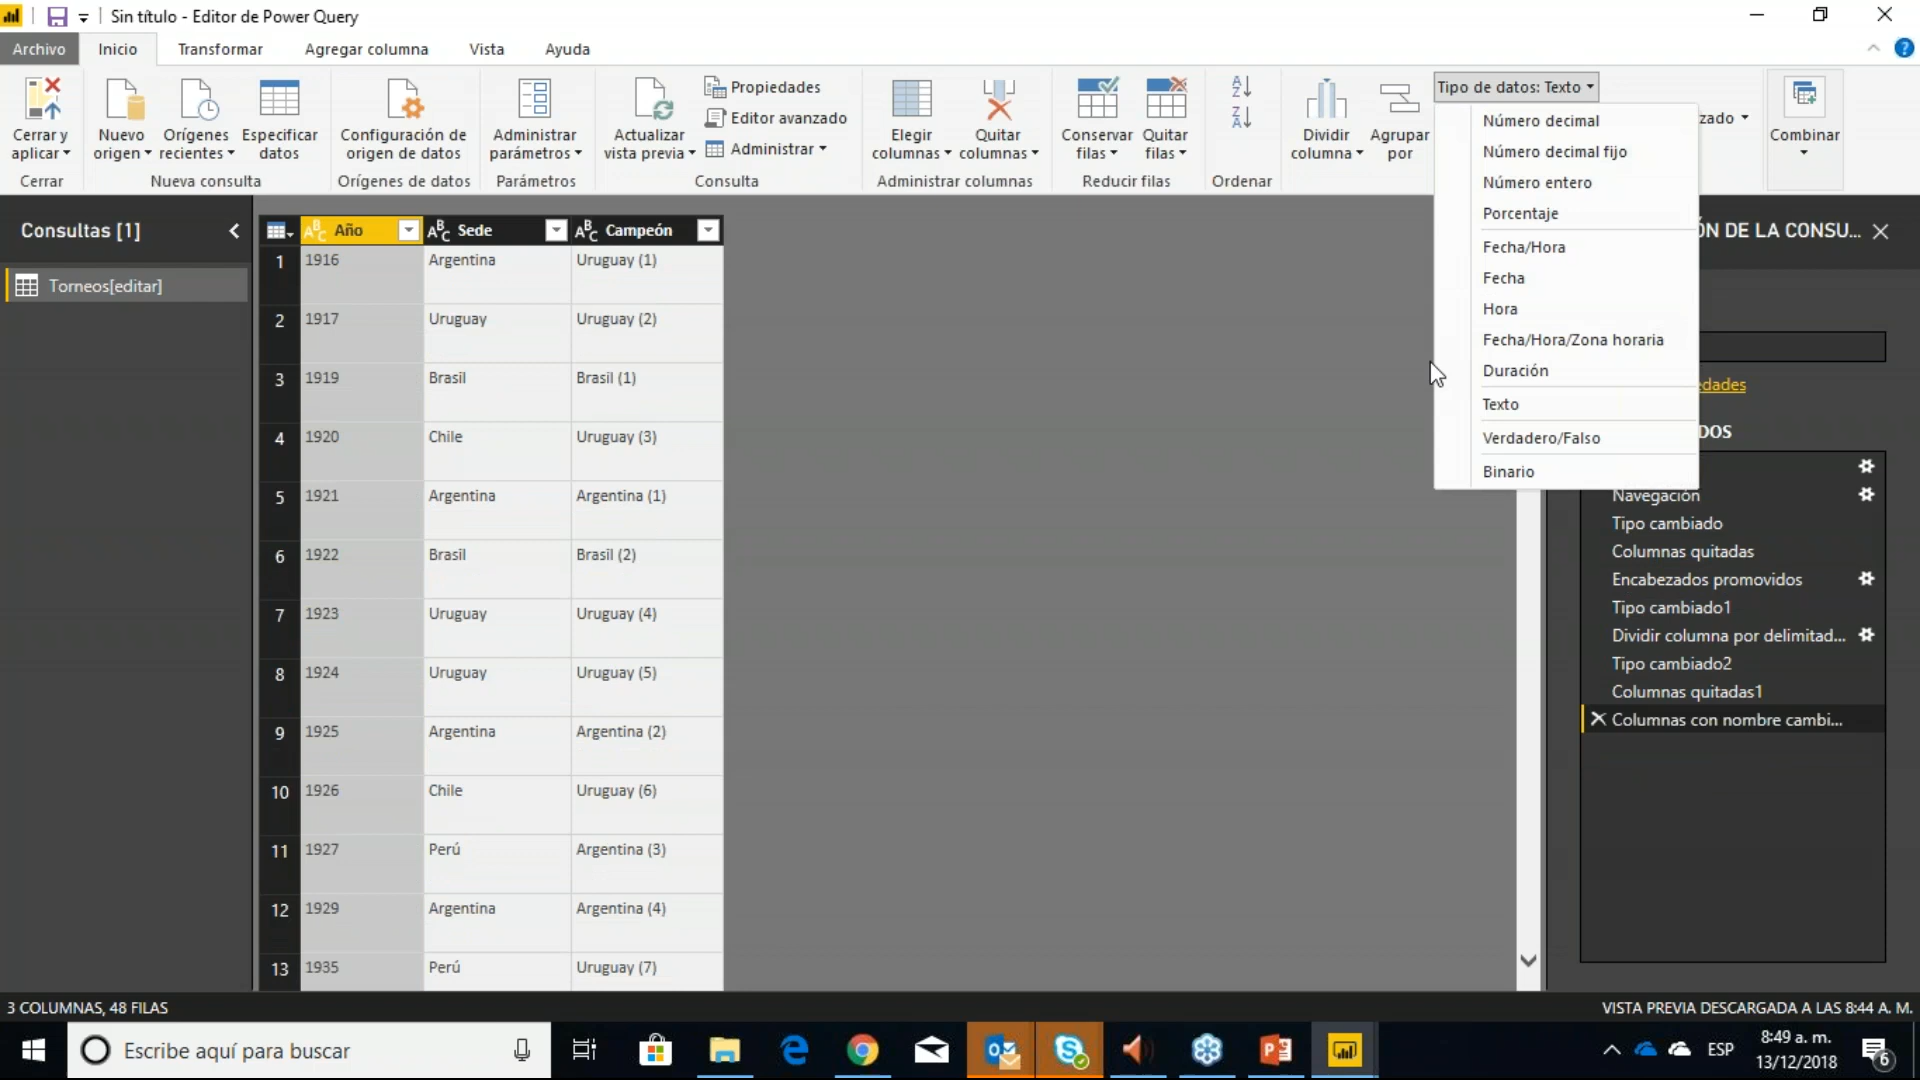 Sin título - Editor de Power Query
Archivo Inicio Transformar Agregar columna Vista Ayuda
Cerrar y aplicar
Nuevo origen
Orígenes recientes
Especificar datos
Configuración de origen de datos
Administrar parámetros
Actualizar vista previa
Propiedades
Editor avanzado
Administrar
Elegir columnas
Quitar columnas
Conservar filas
Quitar filas
Dividir columna
Agrupar por
Tipo de datos: Texto
zado
Combinar
Cerrar
Nueva consulta
Orígenes de datos
Parámetros
Consulta
Administrar columnas
Reducir filas
Ordenar
Número decimal
Número decimal fijo
Número entero
Porcentaje
Fecha/Hora
Fecha
Hora
Fecha/Hora/Zona horaria
Duración
Texto
Verdadero/Falso
Binario
Consultas [1]
Torneos[editar]
ABC Año ABC Sede ABC Campeón
1 1916 Argentina Uruguay (1)
2 1917 Uruguay Uruguay (2)
3 1919 Brasil Brasil (1)
4 1920 Chile Uruguay (3)
5 1921 Argentina Argentina (1)
6 1922 Brasil Brasil (2)
7 1923 Uruguay Uruguay (4)
8 1924 Uruguay Uruguay (5)
9 1925 Argentina Argentina (2)
10 1926 Chile Uruguay (6)
11 1927 Perú Argentina (3)
12 1929 Argentina Argentina (4)
13 1935 Perú Uruguay (7)
ÓN DE LA CONSU...
edades
DOS
Navegación
Tipo cambiado
Columnas quitadas
Encabezados promovidos
Tipo cambiado1
Dividir columna por delimitad...
Tipo cambiado2
Columnas quitadas1
Columnas con nombre cambi...
3 COLUMNAS, 48 FILAS
VISTA PREVIA DESCARGADA A LAS 8:44 A. M.
Escribe aquí para buscar
ESP
8:49 a. m.
13/12/2018
6